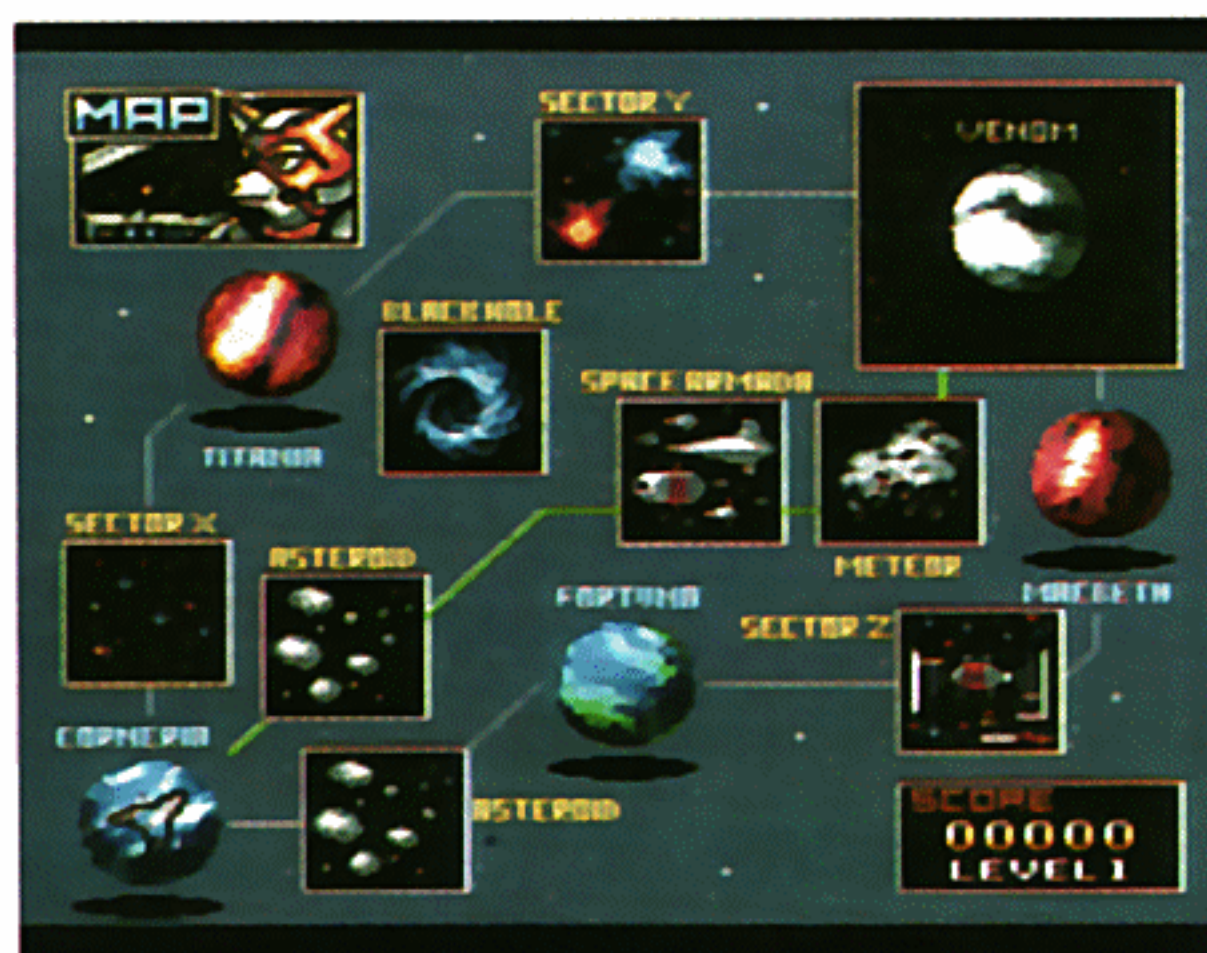 MAP
SECTOR Y
VENOM
BLACK HOLE
SPACE ARMADA
TITANIA
SECTOR X
ASTEROID
METEOR
MACBETH
FORTUNA
SECTOR Z
CORNERIA
ASTEROID
SCOPE
00000
LEVEL 1